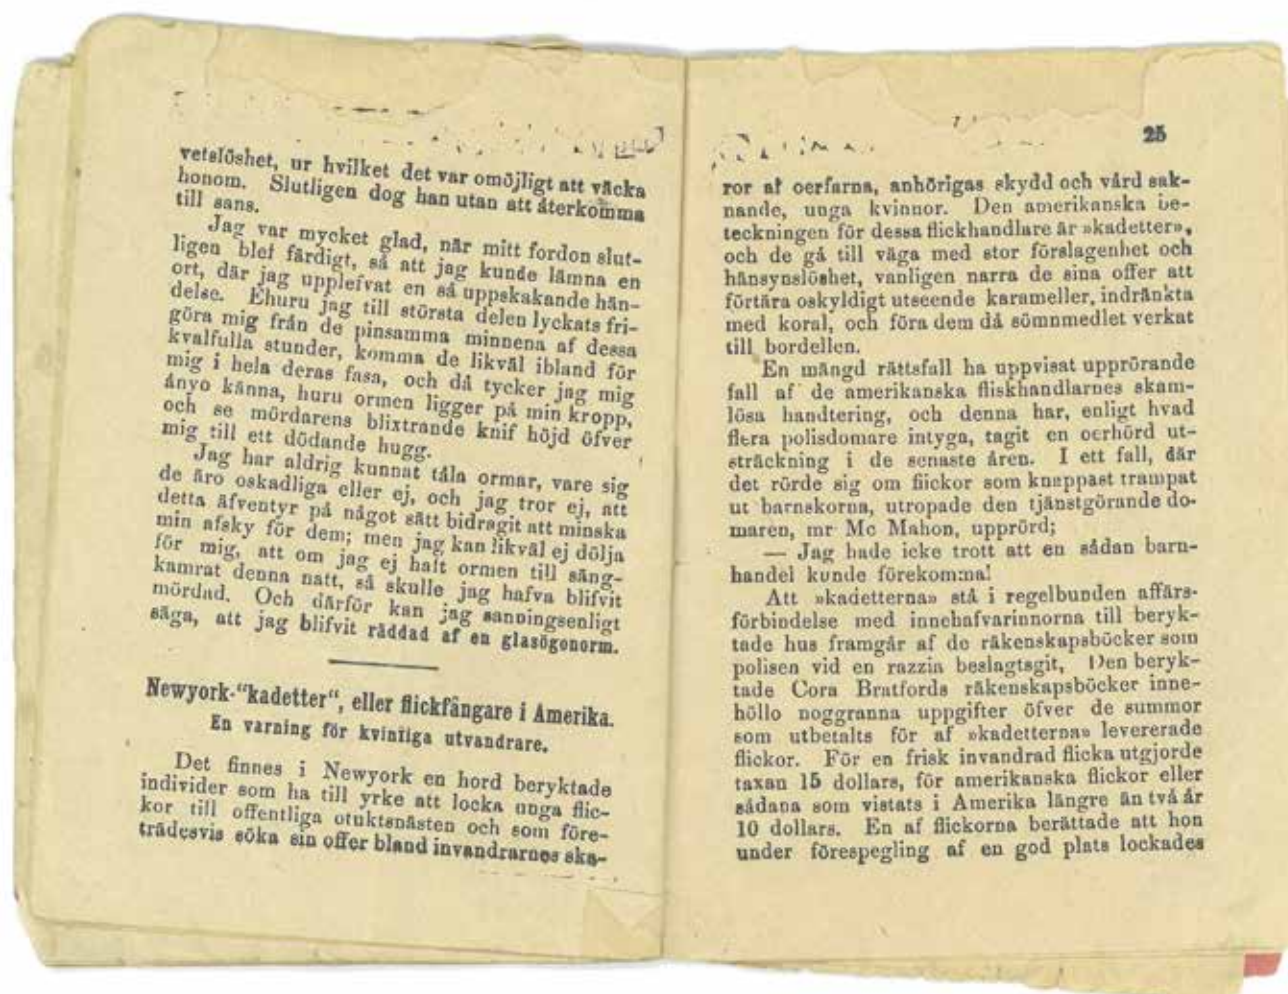 vetslöshet, ur hvilket det var omöjligt att väcka
honom. Slutligen dog han utan att återkomma
till sans.
Jag var mycket glad, när mitt fordon slut-
ligen blef färdigt, så att jag kunde lämna en
ort, där jag upplefvat en så uppskakande hän-
delse. Ehuru jag till största delen lyckats fri-
göra mig från de pinsamma minnena af dessa
kvalfulla stunder, komma de likväl ibland för
mig i hela deras fasa, och då tycker jag mig
ånyo känna, huru ormen ligger på min kropp,
och se mördarens blixtrande knif höjd öfver
mig till ett dödande hugg.
Jag har aldrig kunnat tåla ormar, vare sig
de äro oskadliga eller ej, och jag tror ej, att
detta äfventyr på något sätt bidragit att minska
min afsky för dem; men jag kan likväl ej dölja
för mig, att om jag ej haft ormen till säng-
kamrat denna natt, så skulle jag hafva blifvit
mördad. Och därför kan jag sanningsenligt
säga, att jag blifvit räddad af en glasögonorm.
Newyork-"kadetter", eller flickfångare i Amerika.
En varning för kvinliga utvandrare.
Det finnes i Newyork en hord beryktade
individer som ha till yrke att locka unga flic-
kor till offentliga otuktsnästen och som före-
trädesvis söka sin offer bland invandrarnes ska-
25
ror af oerfarna, anhörigas skydd och vård sak-
nande, unga kvinnor. Den amerikanska be-
teckningen för dessa flickhandlare är »kadetter»,
och de gå till väga med stor förslagenhet och
hänsynslöshet, vanligen narra de sina offer att
förtära oskyldigt utseende karameller, indränkta
med koral, och föra dem då sömnmedlet verkat
till bordellen.
En mängd rättsfall ha uppvisat upprörande
fall af de amerikanska fliskhandlarnes skam-
lösa handtering, och denna har, enligt hvad
flera polisdomare intyga, tagit en oerhörd ut-
sträckning i de senaste åren. I ett fall, där
det rörde sig om flickor som knappast trampat
ut barnskorna, utropade den tjänstgörande do-
maren, mr Mc Mahon, upprörd;
— Jag hade icke trott att en sådan barn-
handel kunde förekomma!
Att »kadetterna» stå i regelbunden affärs-
förbindelse med innehafvarinnorna till beryk-
tade hus framgår af de räkenskapsböcker som
polisen vid en razzia beslagtagit, Den beryk-
tade Cora Bratfords räkenskapsböcker inne-
höllo noggranna uppgifter öfver de summor
som utbetalts för af »kadetterna» levererade
flickor. För en frisk invandrad flicka utgjorde
taxan 15 dollars, för amerikanska flickor eller
sådana som vistats i Amerika längre än två år
10 dollars. En af flickorna berättade att hon
under förespegling af en god plats lockades